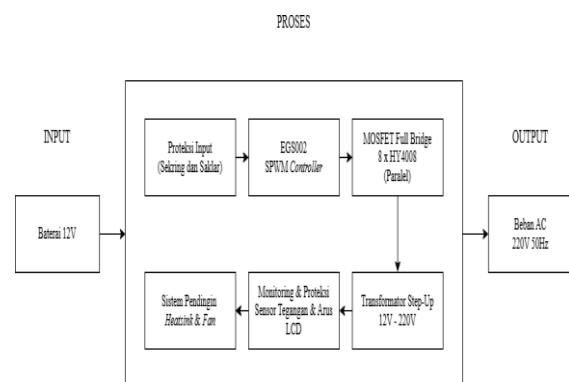 PROSES
INPUT
OUTPUT
Proteksi Input
(Sekring dan Saklar)
EGS002
SPWM Controller
MOSFET Full Bridge
8 x HY4008
(Paralel)
Baterai 12V
Beban AC
220V 50Hz
Sistem Pendingin
Heatsink & Fan
Monitoring & Proteksi
Sensor Tegangan & Arus
LCD
Transformator Step-Up
12V - 220V